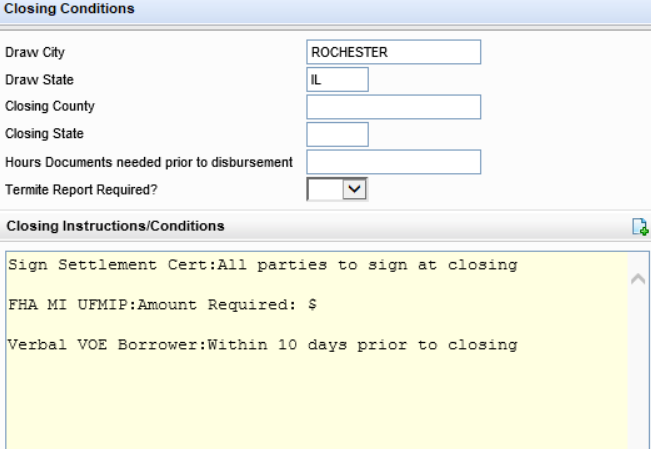 Closing Conditions
Draw City ROCHESTER
Draw State IL
Closing County
Closing State
Hours Documents needed prior to disbursement
Termite Report Required?
Closing Instructions/Conditions
Sign Settlement Cert:All parties to sign at closing
FHA MI UFMIP:Amount Required: $
Verbal VOE Borrower:Within 10 days prior to closing